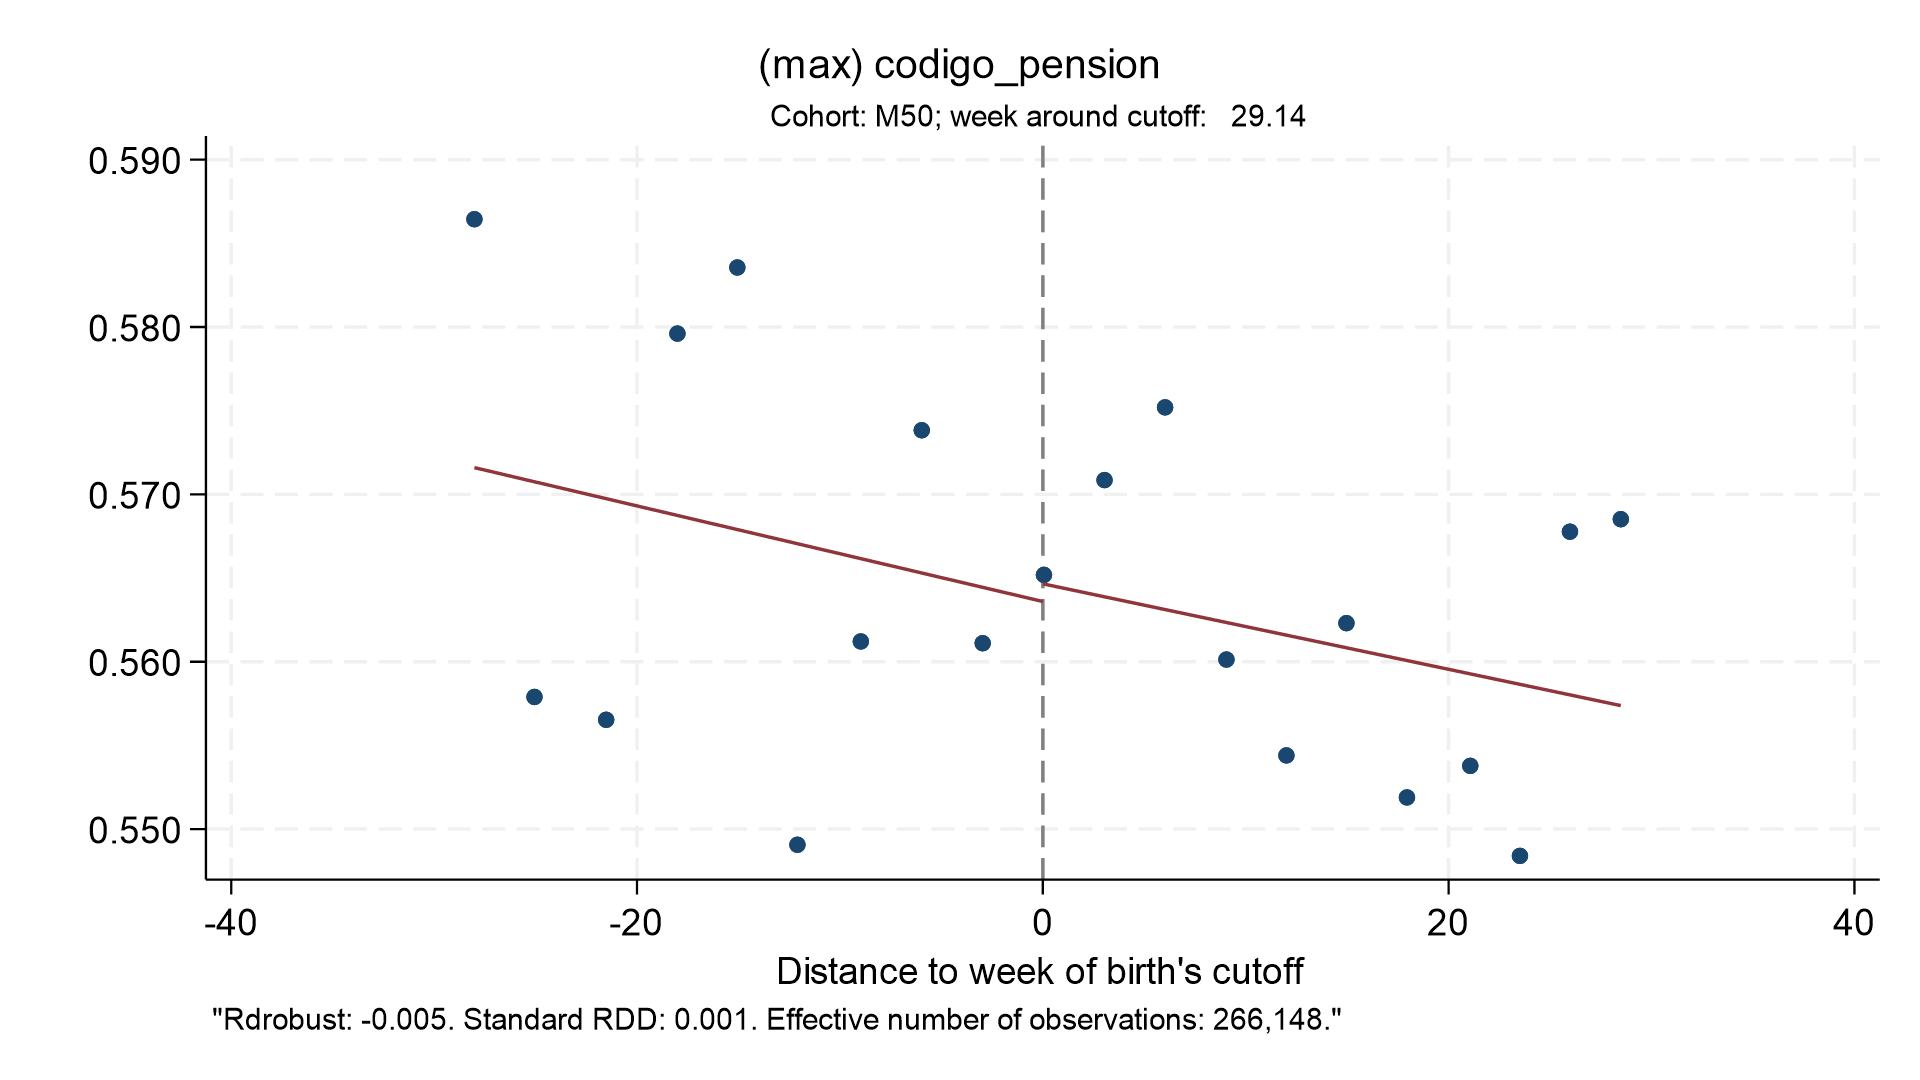 (max) codigo_pension
Cohort: M50; week around cutoff: 29.14
0.590
0.580
0.570
0.560
0.550
-40 -20 0 20 40
Distance to week of birth's cutoff
"Rdrobust: -0.005. Standard RDD: 0.001. Effective number of observations: 266,148."